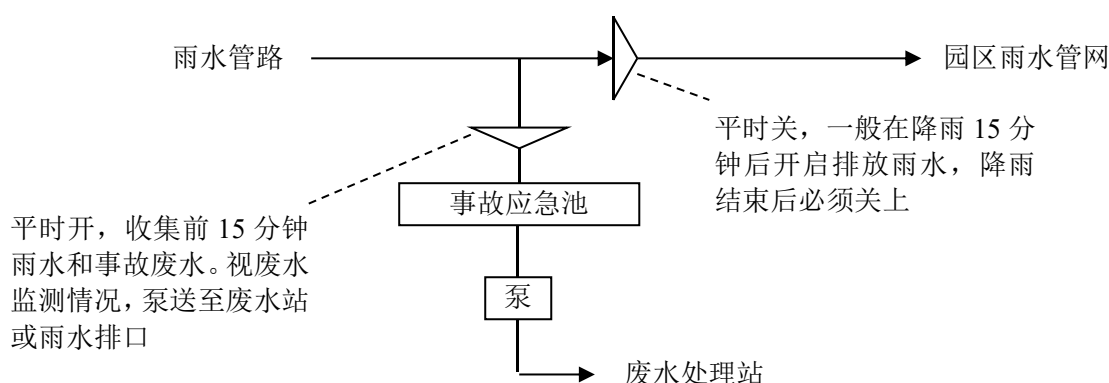 雨水管路
园区雨水管网
平时关，一般在降雨 15 分
钟后开启排放雨水，降雨
结束后必须关上
事故应急池
平时开，收集前 15 分钟
雨水和事故废水。视废水
监测情况，泵送至废水站
或雨水排口
泵
废水处理站